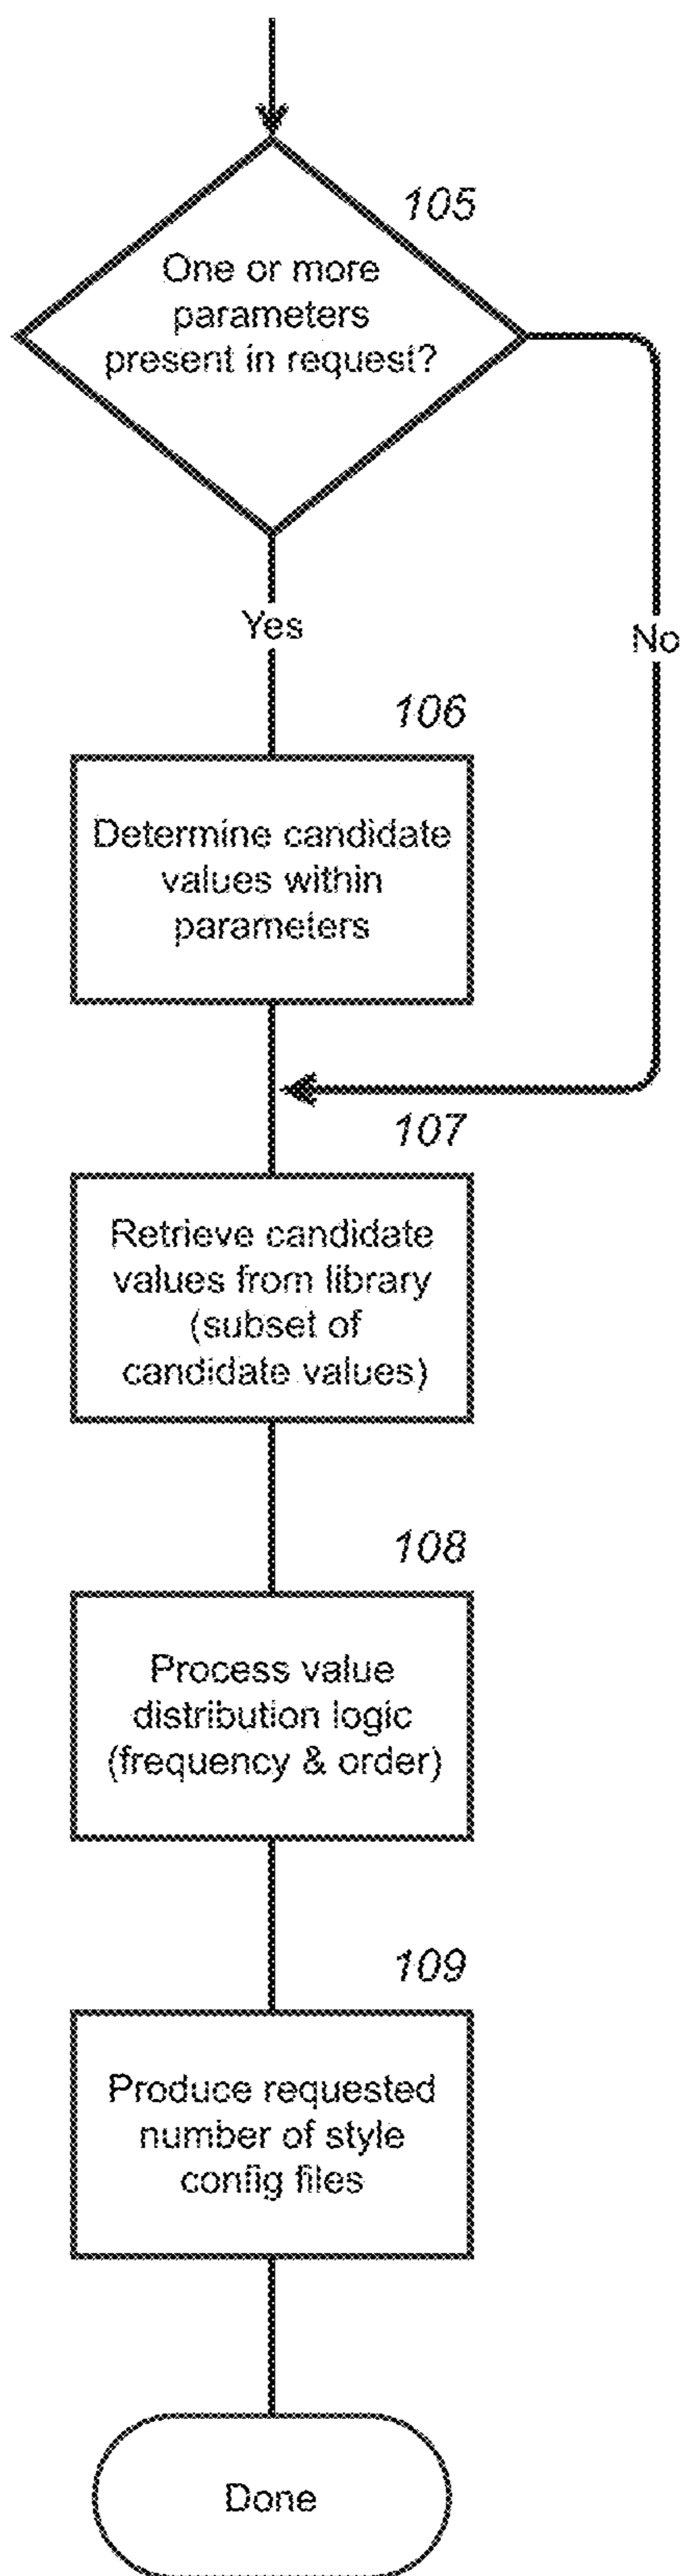 105
One or more
parameters
present in request?
Yes
No
106
Determine candidate
values within
parameters
107
Retrieve candidate
values from library
(subset of
candidate values)
108
Process value
distribution logic
(frequency & order)
109
Produce requested
number of style
config files
Done